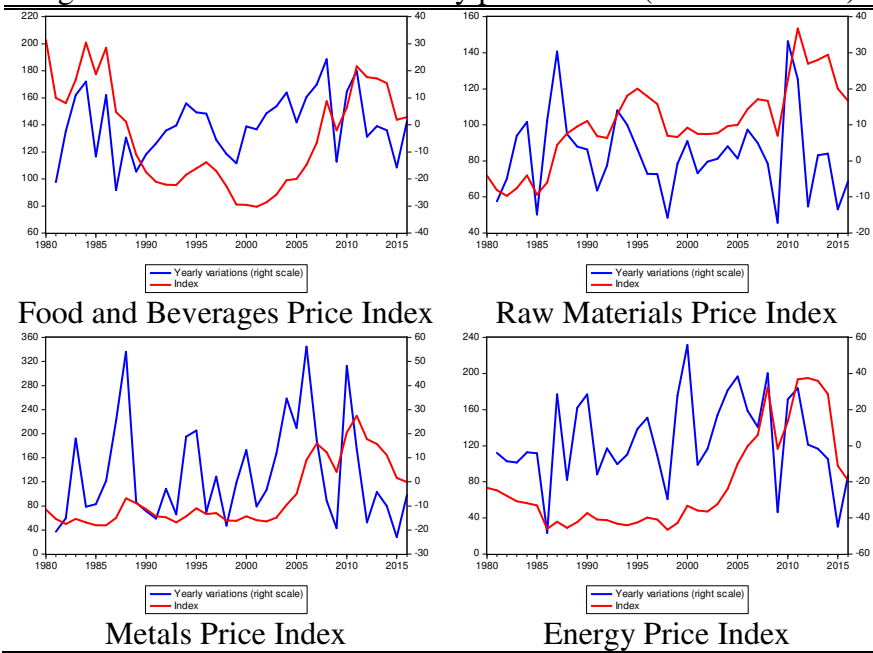 220 40 160 40
200 30 30
180 20 140
160 10 120 20
140 0 100 10
120 -10 80 0
100 -20
80 -30 60 -10
60 -40 40 -20
1980 1985 1990 1995 2000 2005 2010 2015 1980 1985 1990 1995 2000 2005 2010 2015
Yearly variations (right scale) Yearly variations (right scale)
Index Index
Food and Beverages Price Index Raw Materials Price Index
360 60 240 60
320 50 200 40
280 40
240 30 160 20
200 20 120 0
160 10
120 0 80 -20
80 -10 40 -40
40 -20
0 -30 0 -60
1980 1985 1990 1995 2000 2005 2010 2015 1980 1985 1990 1995 2000 2005 2010 2015
Yearly variations (right scale) Yearly variations (right scale)
Index Index
Metals Price Index Energy Price Index